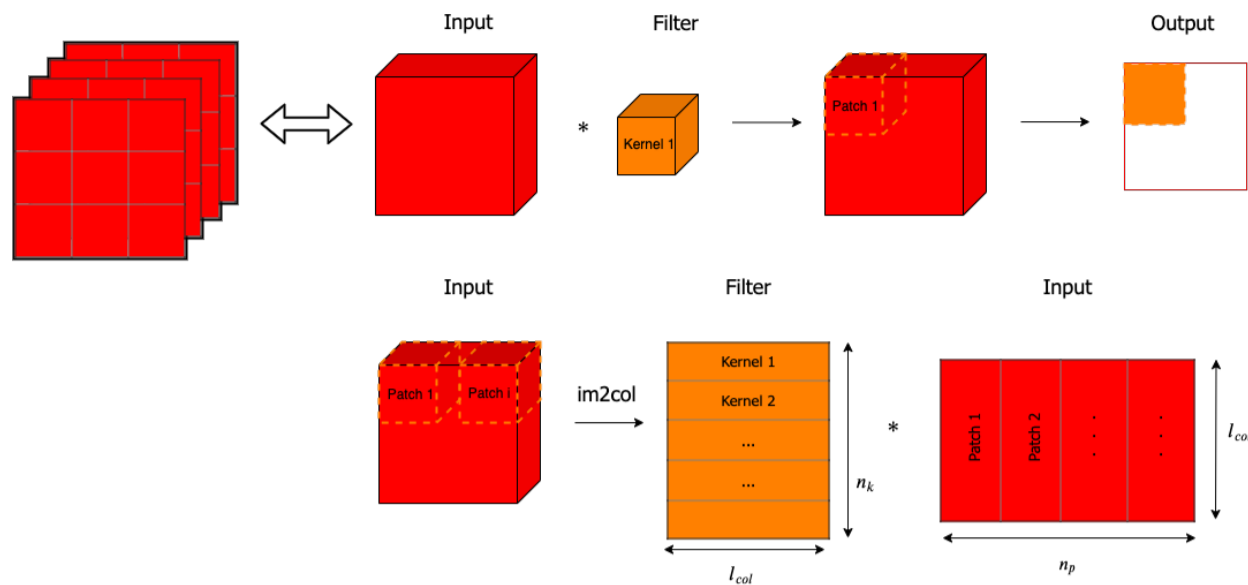 Input
Filter
Output
*
Kernel 1
Patch 1
Input
Filter
Input
Patch 1
Patch i
im2col
Kernel 1
Kernel 2
...
...
*
n_k
l_col
Patch 1
Patch 2
. . .
. . .
l_co
n_p